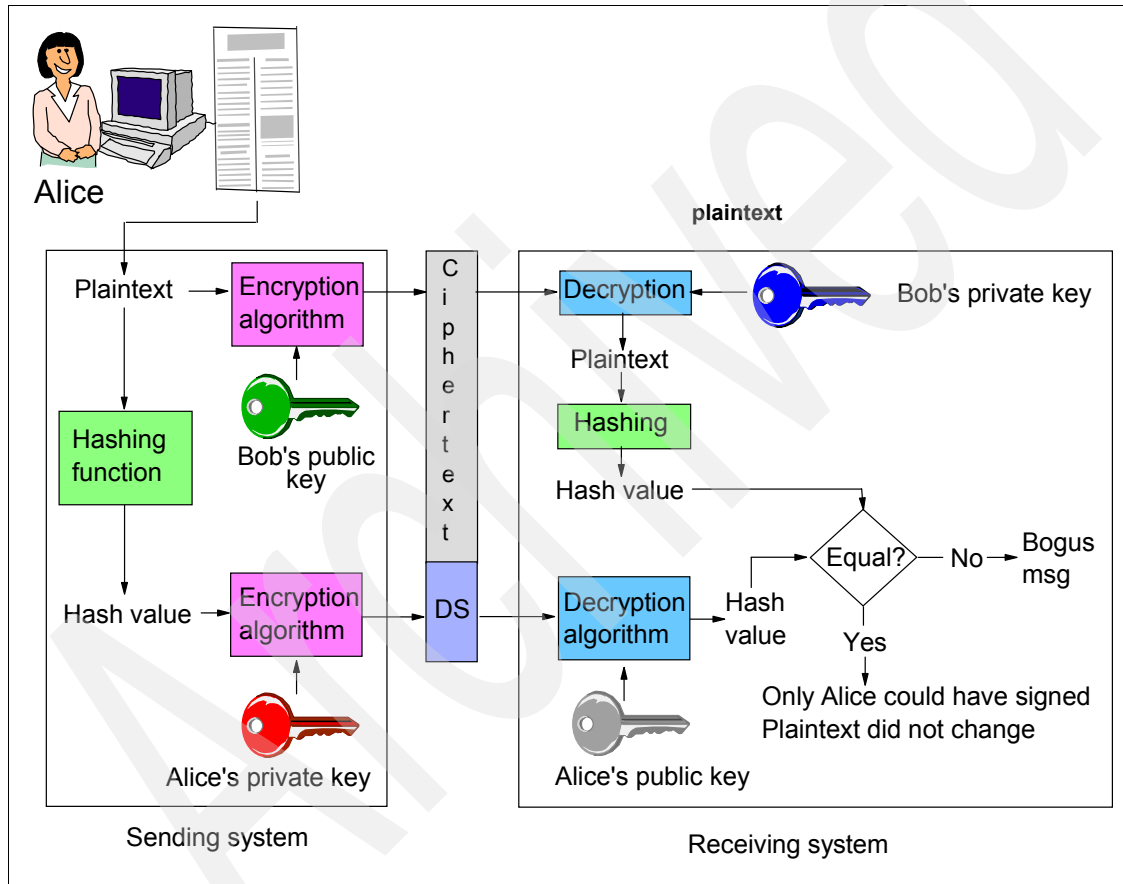 Alice
plaintext
Plaintext
Encryption
algorithm
Bob's public
key
Hashing
function
Hash value
Encryption
algorithm
Alice's private key
Sending system
Ciphertext
DS
Decryption
Bob's private key
Plaintext
Hashing
Hash value
Decryption
algorithm
Alice's public key
Hash
value
Equal?
No
Bogus
msg
Yes
Only Alice could have signed
Plaintext did not change
Receiving system
Archived